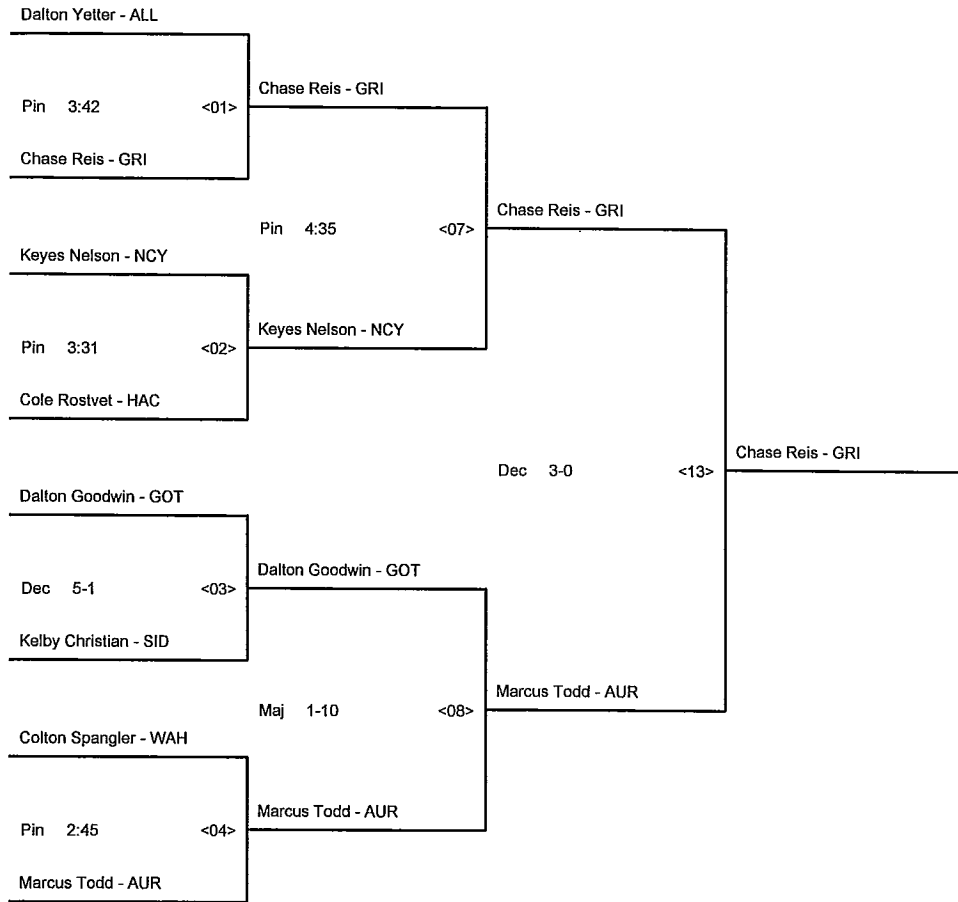 Dalton Yetter - ALL
Chase Reis - GRI
Pin 3:42 <01>
Chase Reis - GRI
Chase Reis - GRI
Pin 4:35 <07>
Keyes Nelson - NCY
Keyes Nelson - NCY
Pin 3:31 <02>
Cole Rostvet - HAC
Chase Reis - GRI
Dec 3-0 <13>
Dalton Goodwin - GOT
Dalton Goodwin - GOT
Dec 5-1 <03>
Kelby Christian - SID
Marcus Todd - AUR
Maj 1-10 <08>
Colton Spangler - WAH
Marcus Todd - AUR
Pin 2:45 <04>
Marcus Todd - AUR